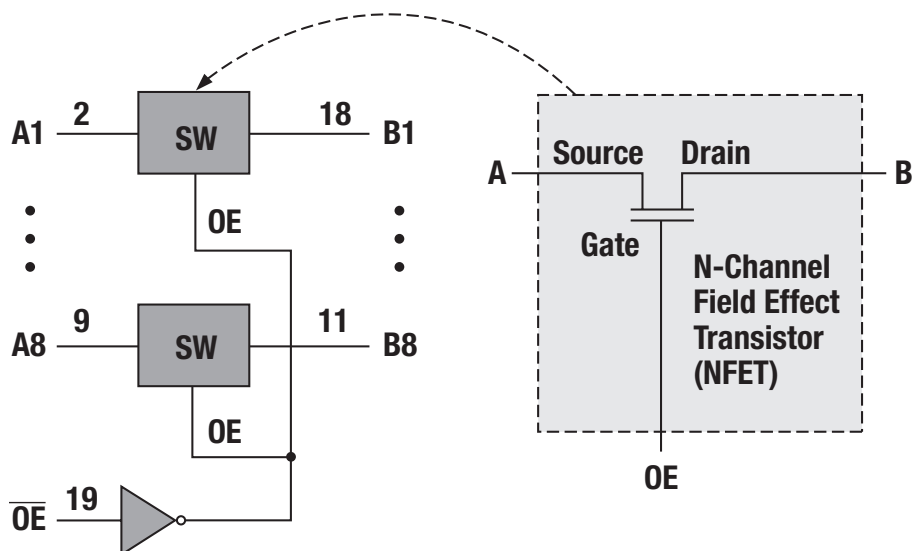 A1 2 SW 18 B1
OE
A8 9 SW 11 B8
OE
O̅E̅ 19
A Source Drain B
Gate
N-Channel
Field Effect
Transistor
(NFET)
OE